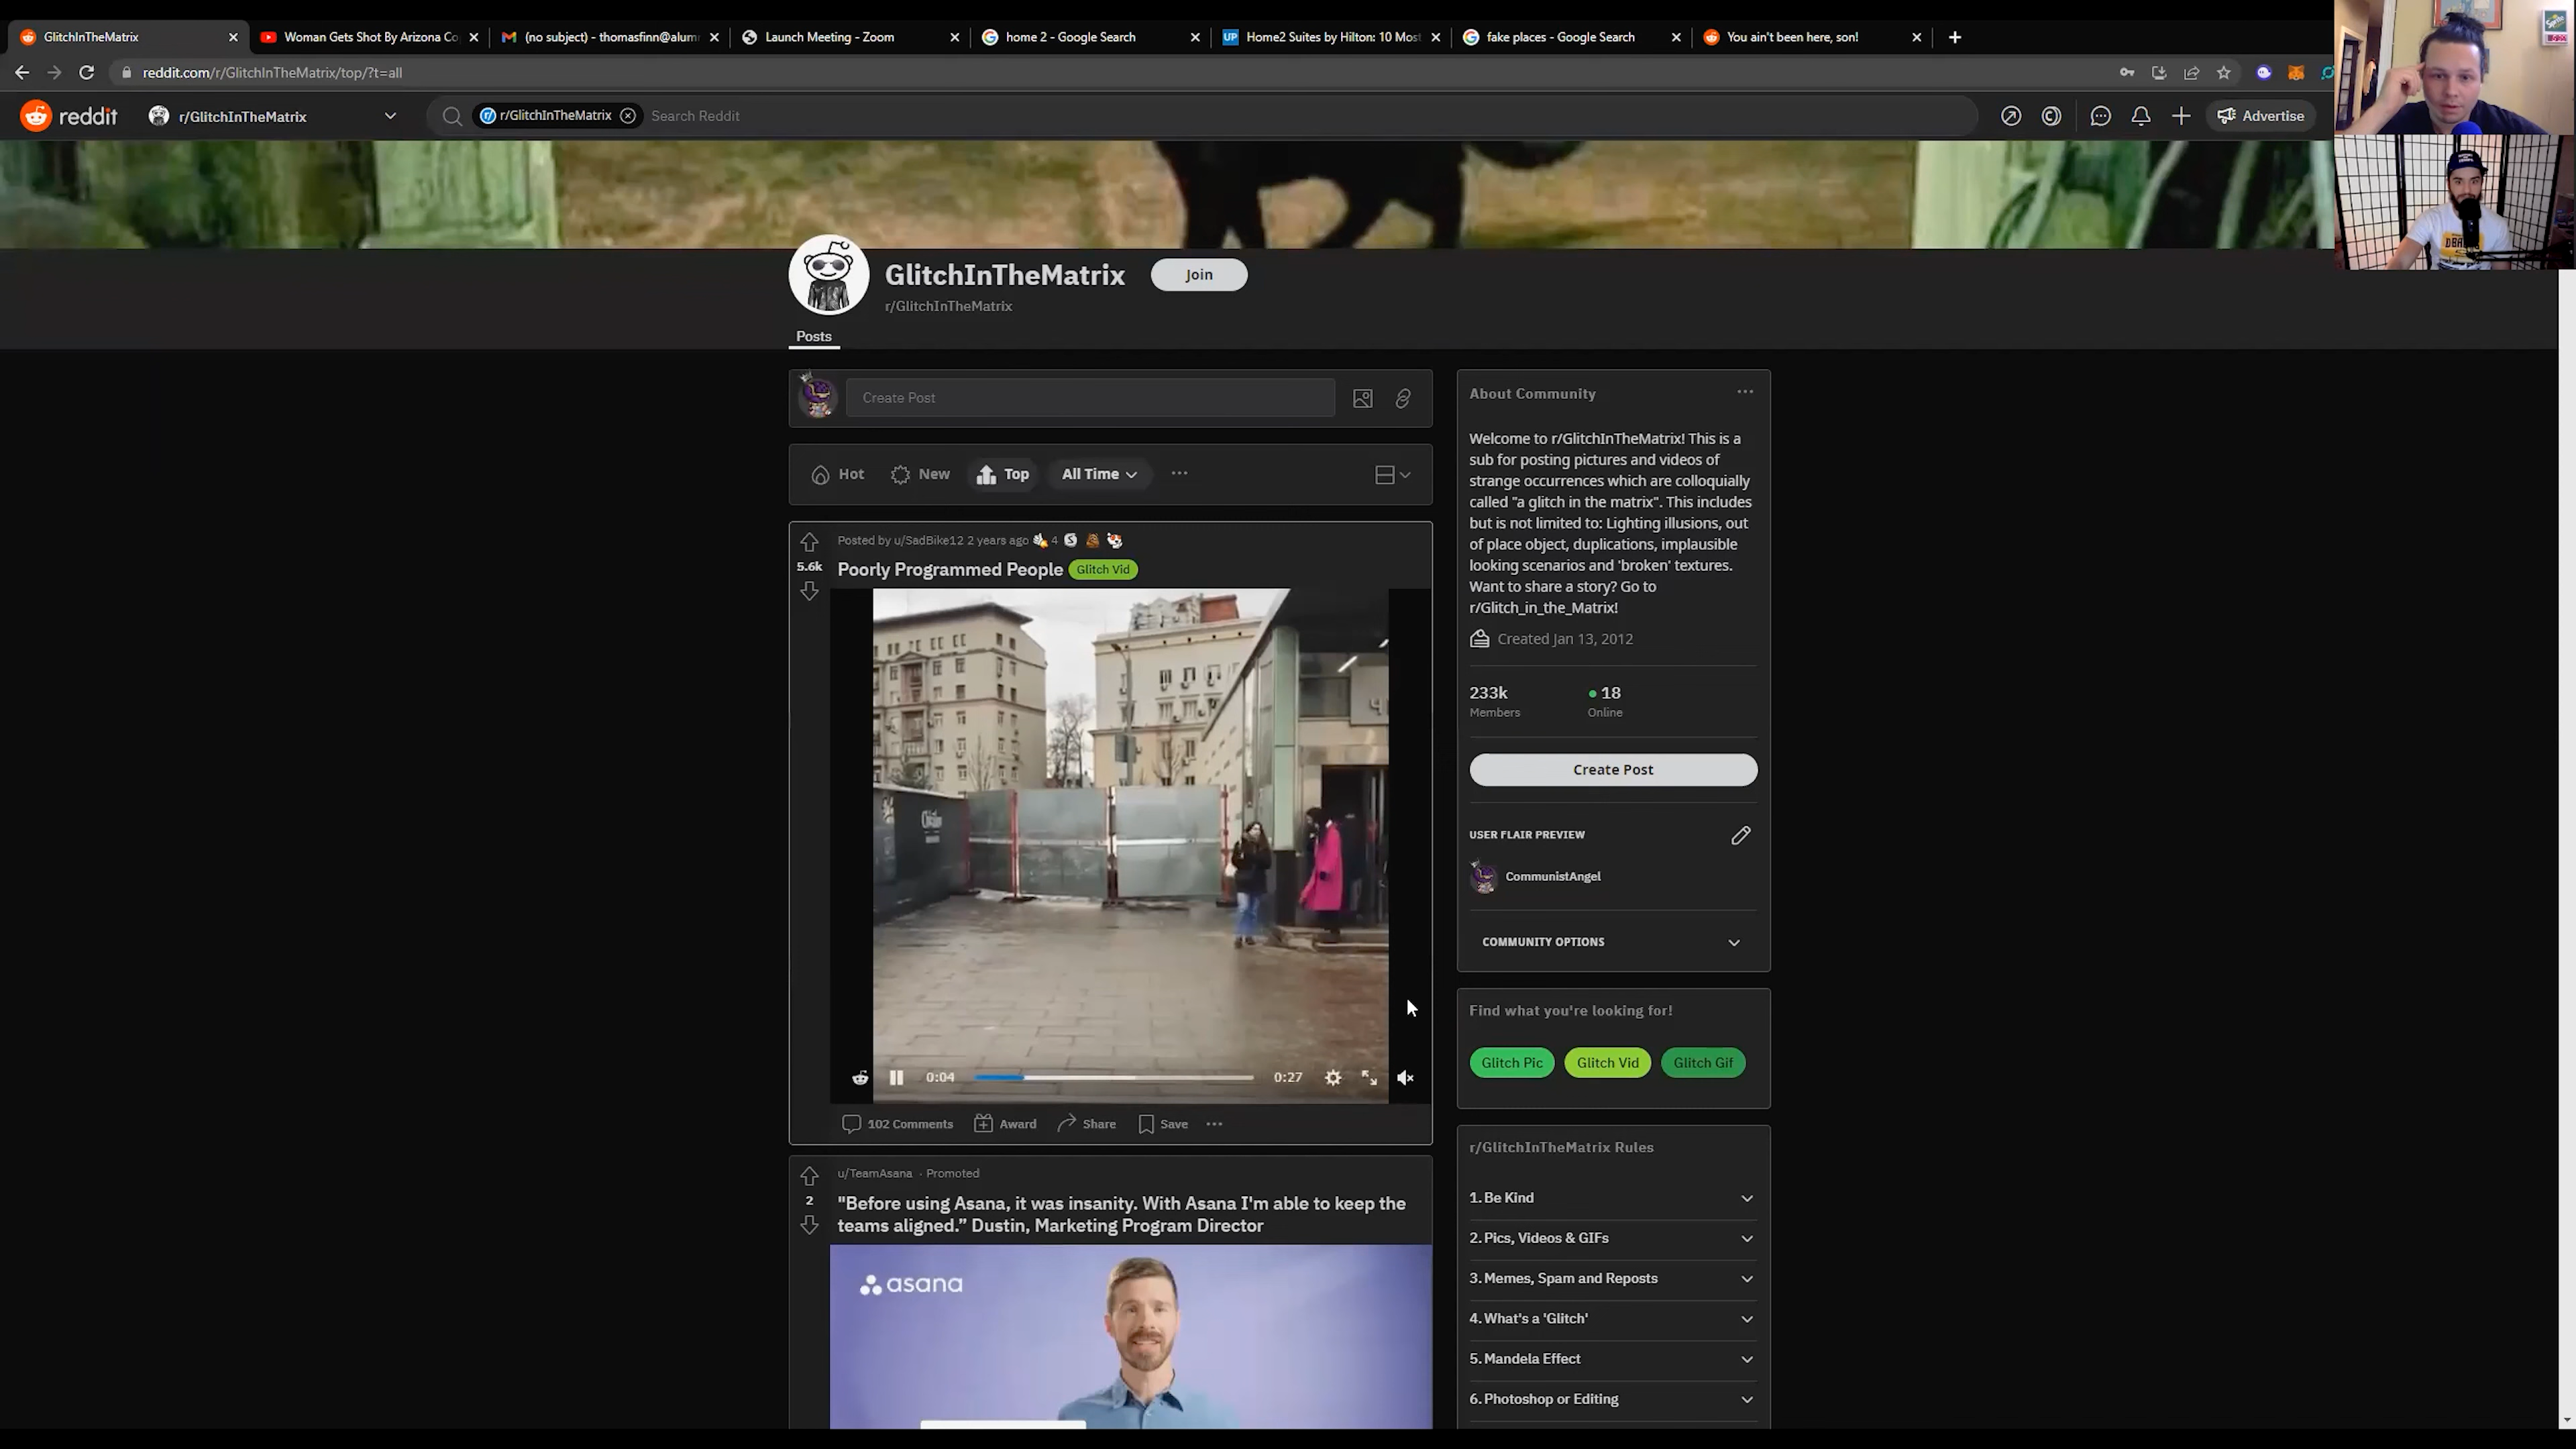 GlitchInTheMatrix
Woman Gets Shot By Arizona Co
(no subject) - thomasfinn@alum
Launch Meeting - Zoom
home 2 - Google Search
UP
Home2 Suites by Hilton: 10 Most
fake places - Google Search
You ain't been here, son!
reddit.com/r/GlitchInTheMatrix/top/?t=all
reddit
r/GlitchInTheMatrix
r/ r/GlitchInTheMatrix
Search Reddit
Advertise
GlitchInTheMatrix
Join
r/GlitchInTheMatrix
Posts
Create Post
Hot
New
Top
All Time
Posted by u/SadBike12 2 years ago
4
5.6k
Poorly Programmed People
Glitch Vid
0:04
0:27
102 Comments
Award
Share
Save
u/TeamAsana · Promoted
2
"Before using Asana, it was insanity. With Asana I'm able to keep the
teams aligned.” Dustin, Marketing Program Director
asana
About Community
Welcome to r/GlitchInTheMatrix! This is a
sub for posting pictures and videos of
strange occurrences which are colloquially
called "a glitch in the matrix". This includes
but is not limited to: Lighting illusions, out
of place object, duplications, implausible
looking scenarios and 'broken' textures.
Want to share a story? Go to
r/Glitch_in_the_Matrix!
Created Jan 13, 2012
233k
18
Members
Online
Create Post
USER FLAIR PREVIEW
CommunistAngel
COMMUNITY OPTIONS
Find what you're looking for!
Glitch Pic
Glitch Vid
Glitch Gif
r/GlitchInTheMatrix Rules
1. Be Kind
2. Pics, Videos & GIFs
3. Memes, Spam and Reposts
4. What's a 'Glitch'
5. Mandela Effect
6. Photoshop or Editing